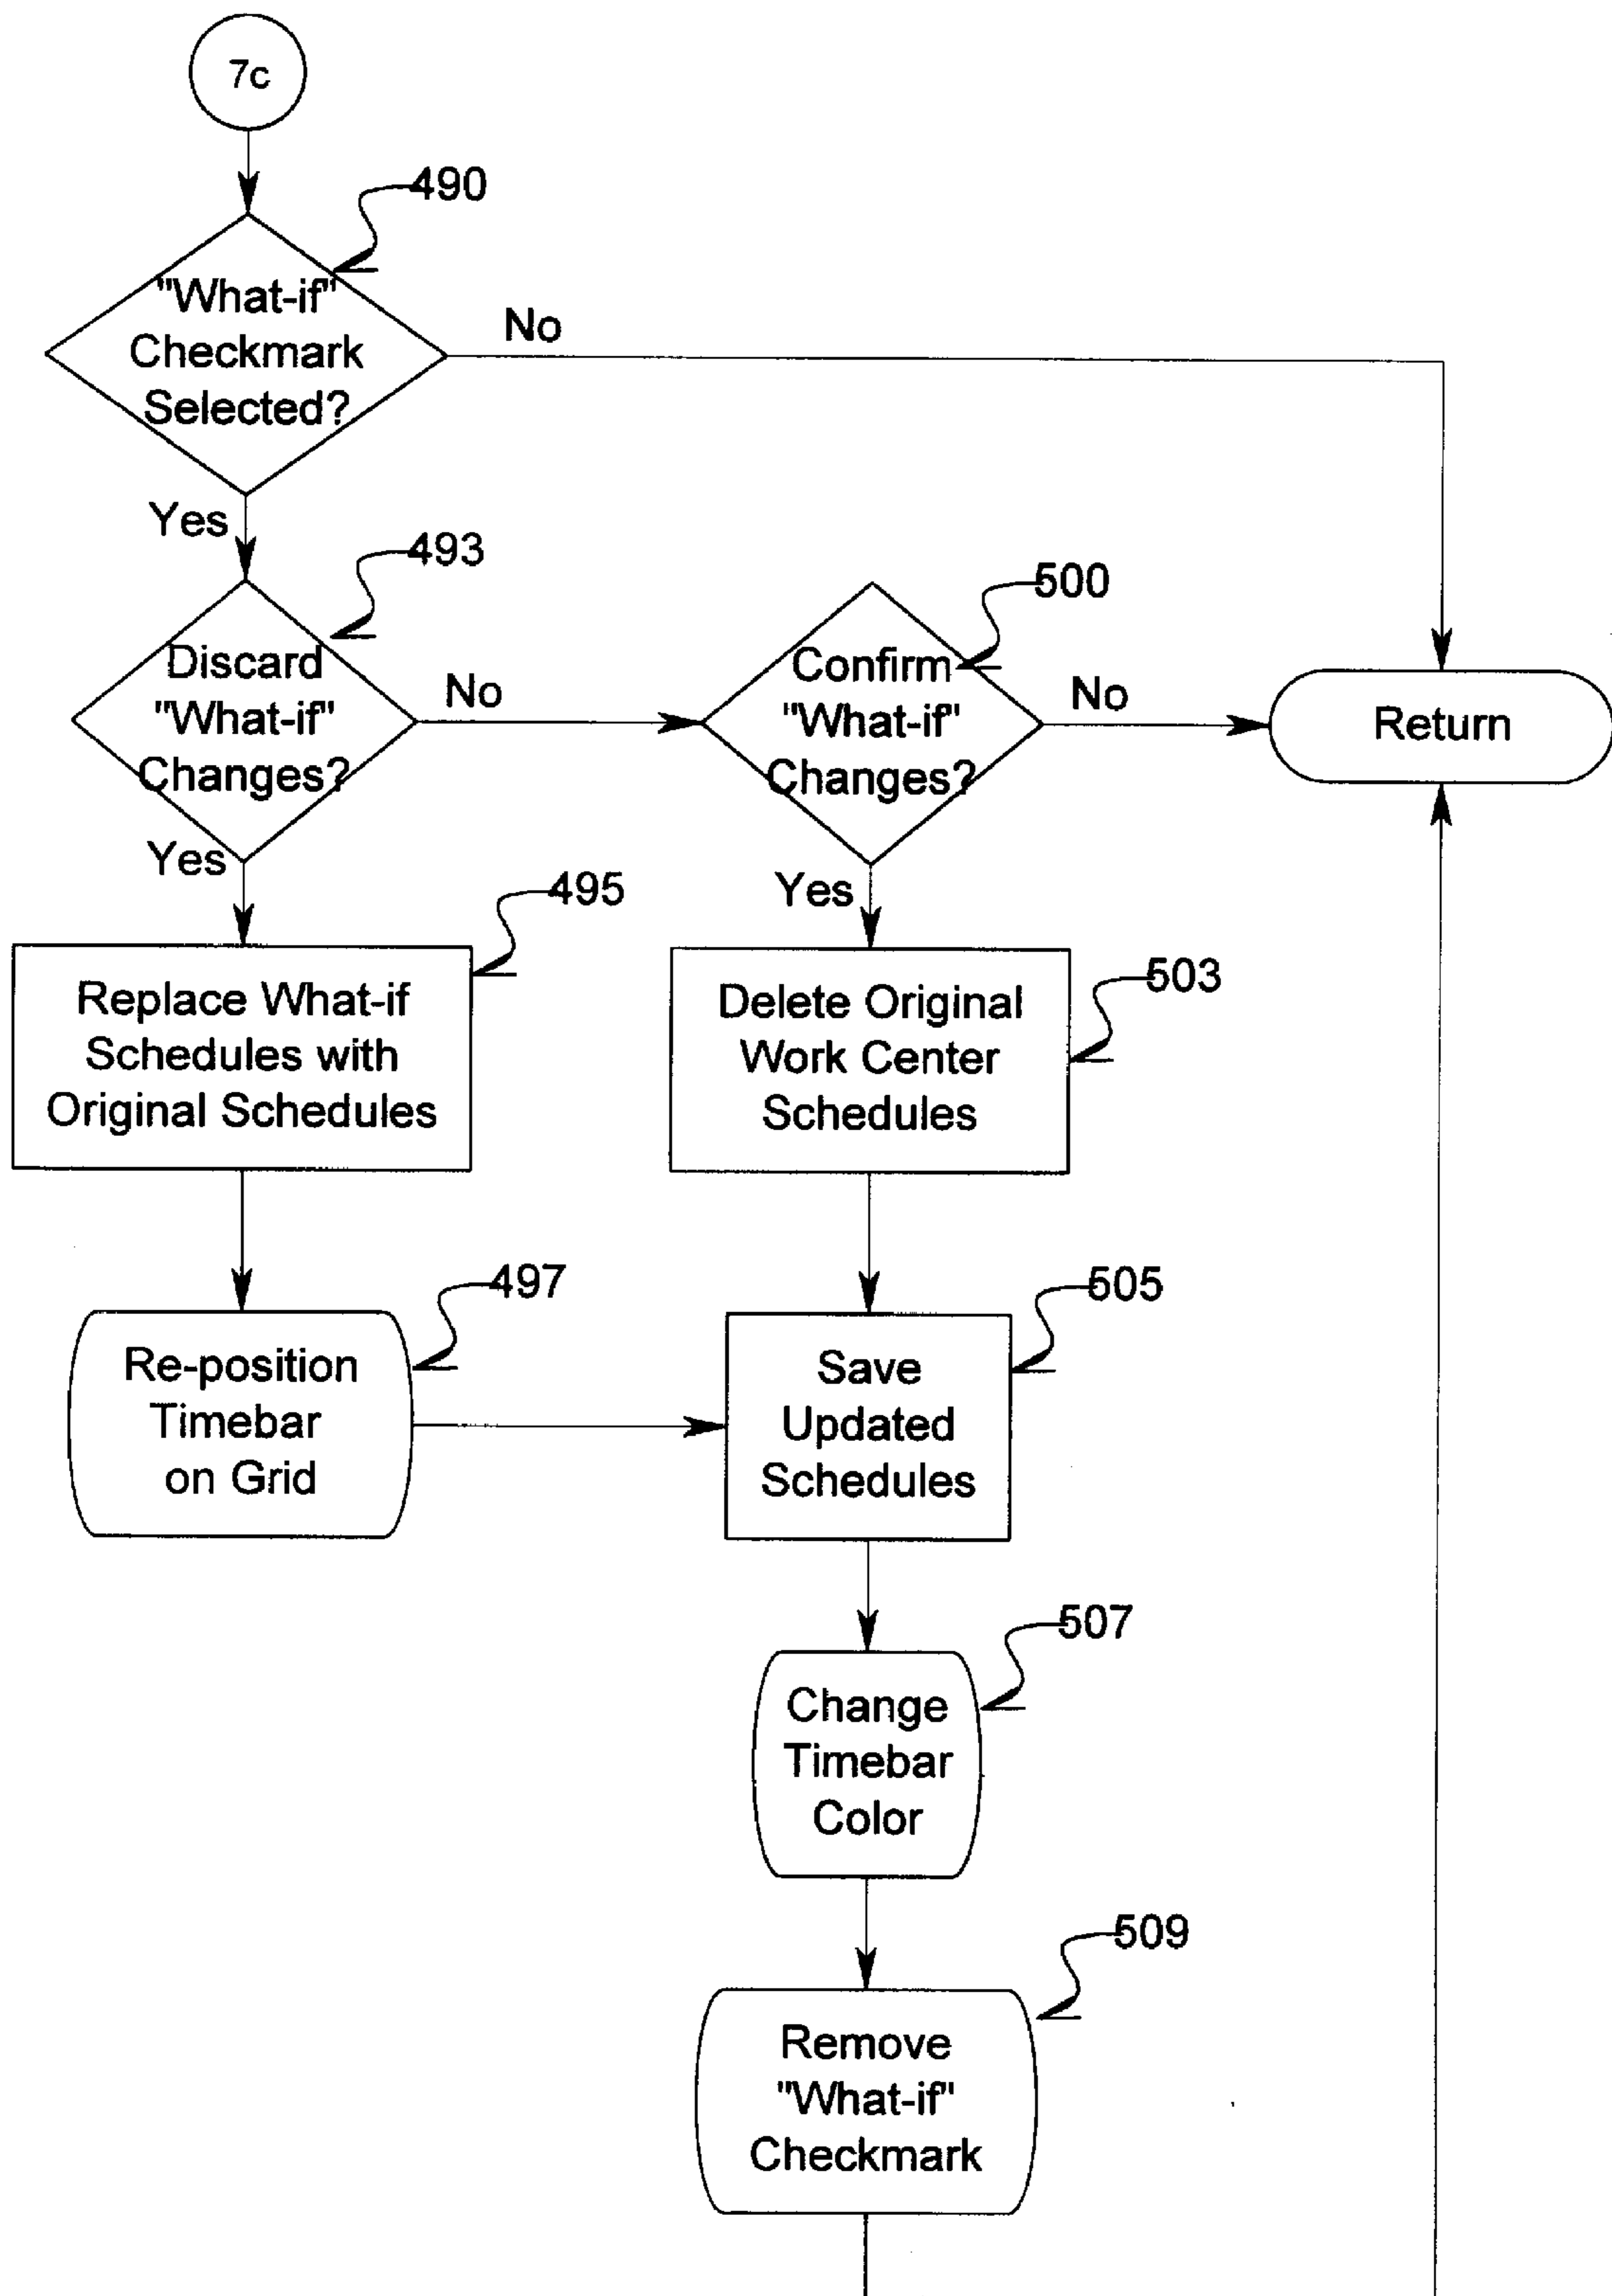 7c
490
"What-if"
Checkmark
Selected?
No
Yes
493
Discard
"What-if"
Changes?
No
500
Confirm
"What-if"
Changes?
No
Return
Yes
Yes
495
Replace What-if
Schedules with
Original Schedules
503
Delete Original
Work Center
Schedules
497
Re-position
Timebar
on Grid
505
Save
Updated
Schedules
507
Change
Timebar
Color
509
Remove
"What-if"
Checkmark